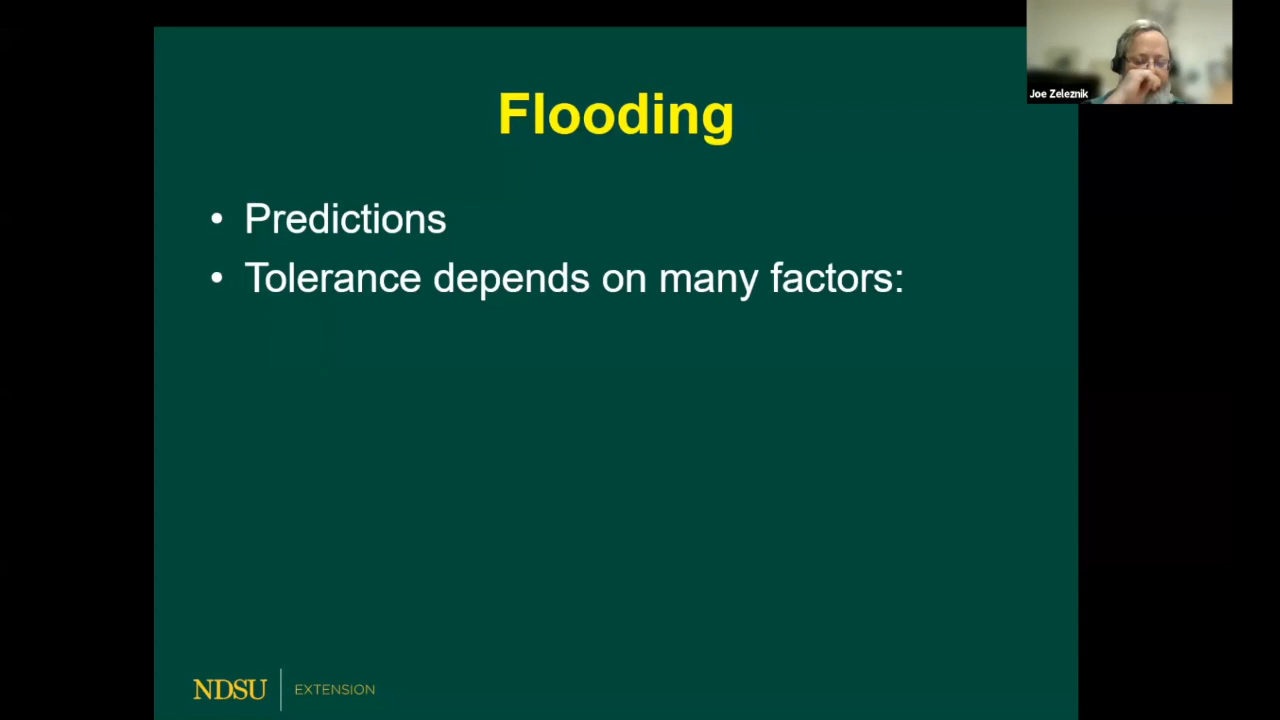 Flooding
• Predictions
• Tolerance depends on many factors:
Joe Zeleznik
NDSU EXTENSION